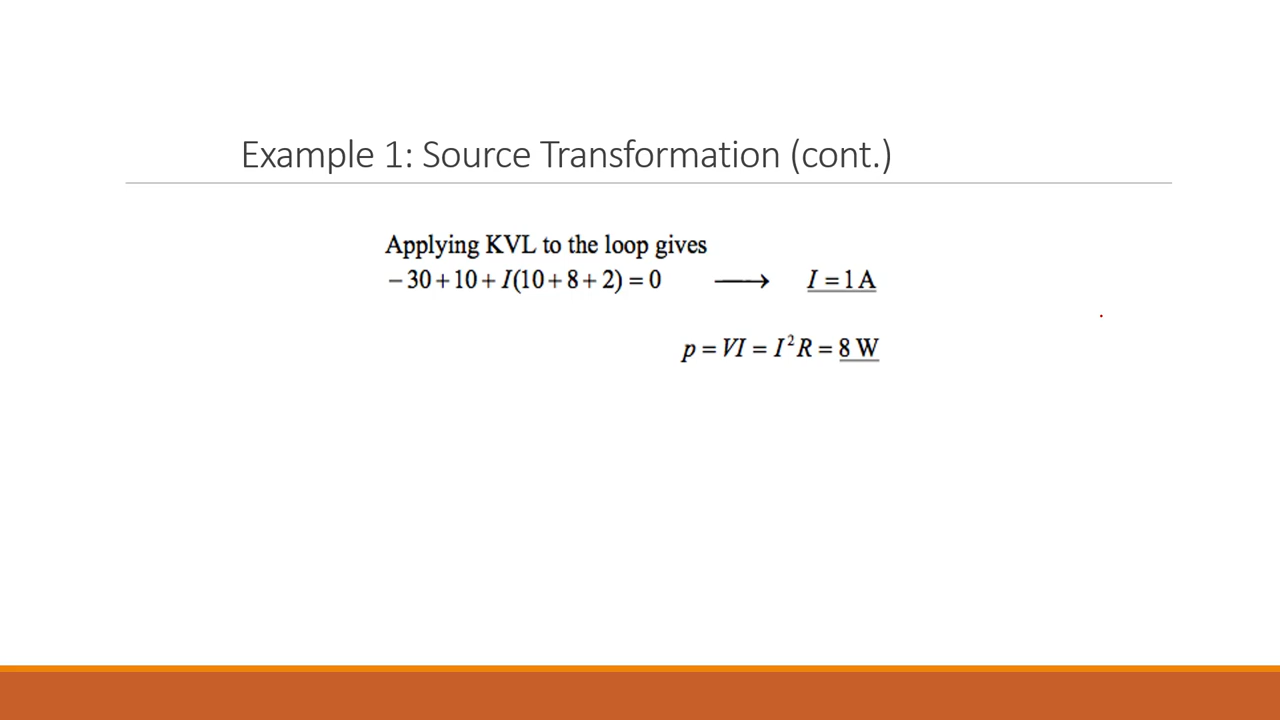 Example 1: Source Transformation (cont.)
Applying KVL to the loop gives
−30+10+I(10+8+2)=0 ⟶ I=1A
p=VI=I²R=8 W